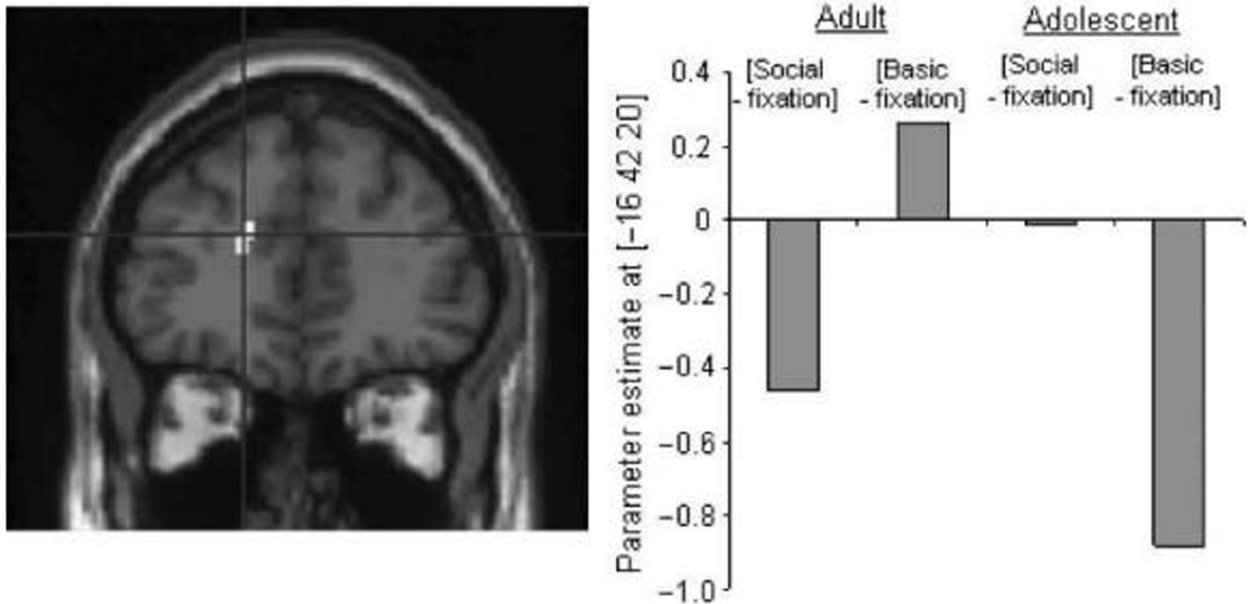 Adult Adolescent
[Social [Basic [Social [Basic
- fixation] - fixation] - fixation] - fixation]
Parameter estimate at [−16 42 20]
0.4
0.2
0
−0.2
−0.4
−0.6
−0.8
−1.0